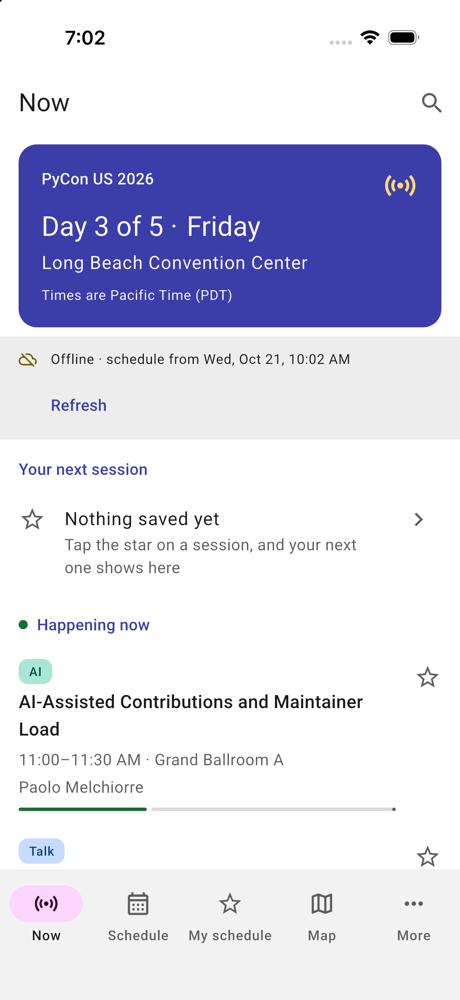 7:02
Now
PyCon US 2026
Day 3 of 5 · Friday
Long Beach Convention Center
Times are Pacific Time (PDT)
Offline · schedule from Wed, Oct 21, 10:02 AM
Refresh
Your next session
Nothing saved yet
Tap the star on a session, and your next
one shows here
Happening now
AI
AI-Assisted Contributions and Maintainer
Load
11:00–11:30 AM · Grand Ballroom A
Paolo Melchiorre
Talk
Now
Schedule
My schedule
Map
More